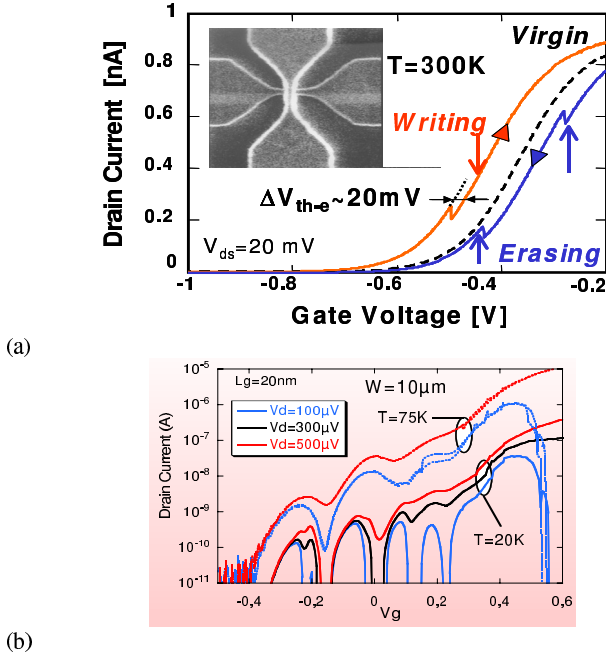 Virgin
T=300K
Writing
ΔVth-e~20mV
Vds=20 mV
Erasing
Drain Current [nA]
1
0.8
0.6
0.4
0.2
0
-1
-0.8
-0.6
-0.4
-0.2
Gate Voltage [V]
(a)
Lg=20nm
W=10μm
Vd=100μV
Vd=300μV
Vd=500μV
T=75K
T=20K
Drain Current (A)
10-5
10-6
10-7
10-8
10-9
10-10
10-11
-0,4
-0,2
0
0,2
0,4
0,6
Vg
(b)